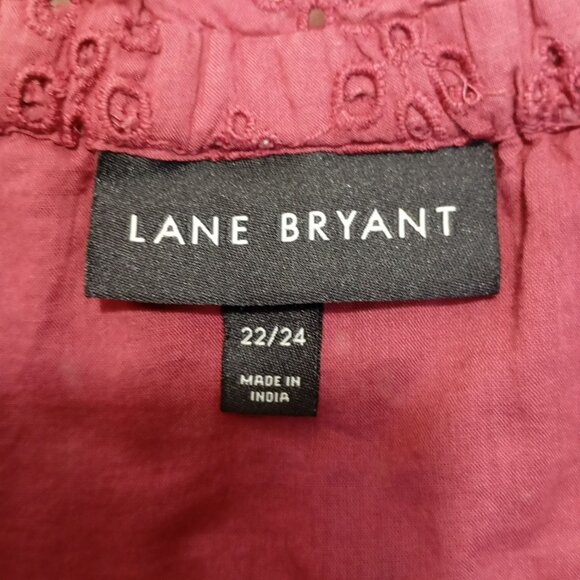 LANE BRYANT
22/24
MADE IN
INDIA